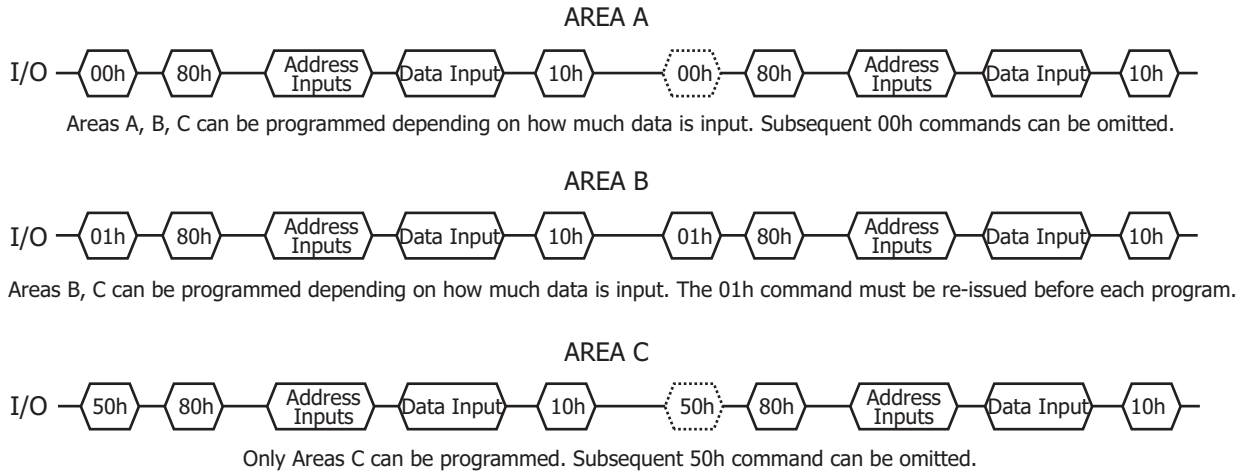 AREA A
I/O 00h 80h Address Inputs Data Input 10h 00h 80h Address Inputs Data Input 10h
Areas A, B, C can be programmed depending on how much data is input. Subsequent 00h commands can be omitted.
AREA B
I/O 01h 80h Address Inputs Data Input 10h 01h 80h Address Inputs Data Input 10h
Areas B, C can be programmed depending on how much data is input. The 01h command must be re-issued before each program.
AREA C
I/O 50h 80h Address Inputs Data Input 10h 50h 80h Address Inputs Data Input 10h
Only Areas C can be programmed. Subsequent 50h command can be omitted.